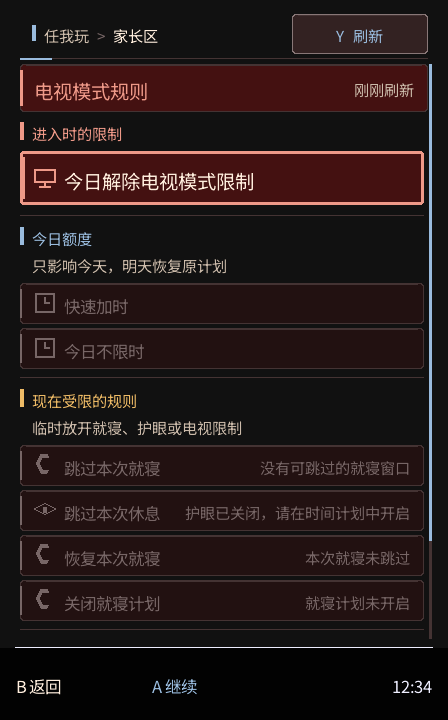 任我玩 > 家长区
Y 刷新
电视模式规则 刚刚刷新
进入时的限制
今日解除电视模式限制
今日额度
只影响今天，明天恢复原计划
快速加时
今日不限时
现在受限的规则
临时放开就寝、护眼或电视限制
跳过本次就寝 没有可跳过的就寝窗口
跳过本次休息 护眼已关闭，请在时间计划中开启
恢复本次就寝 本次就寝未跳过
关闭就寝计划 就寝计划未开启
B 返回 A 继续 12:34